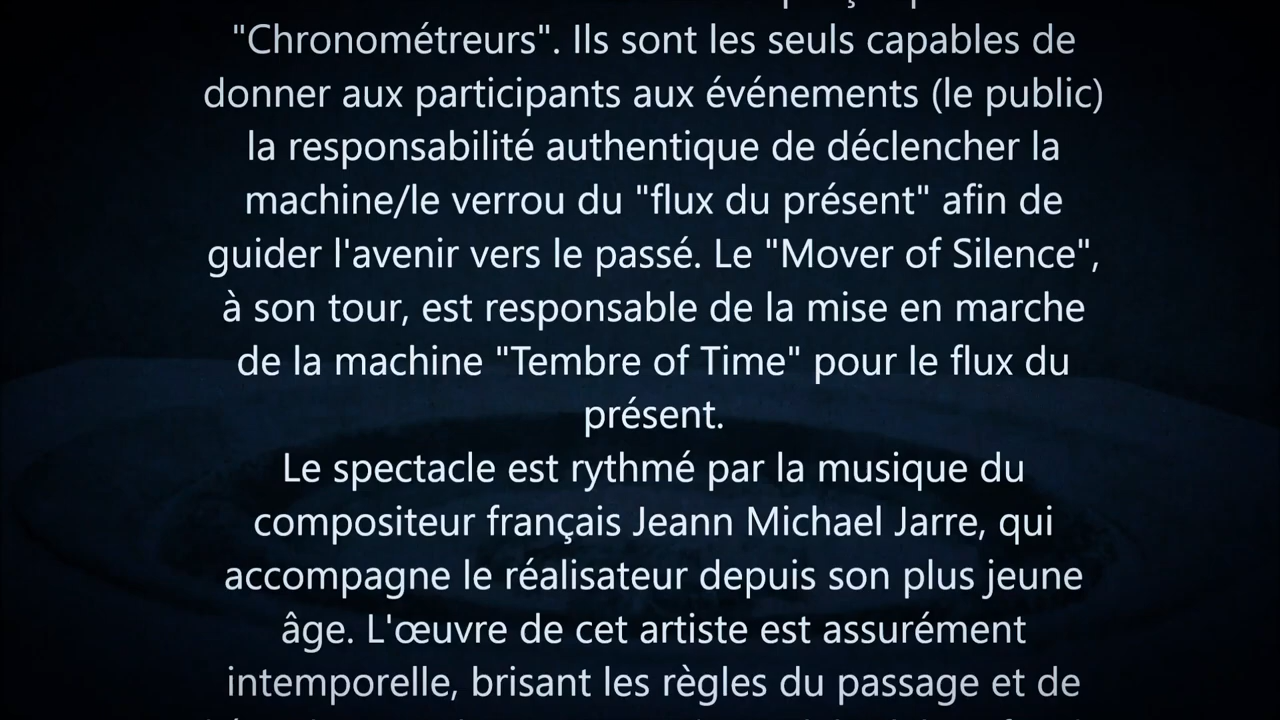 "Chronométreurs". Ils sont les seuls capables de
donner aux participants aux événements (le public)
la responsabilité authentique de déclencher la
machine/le verrou du "flux du présent" afin de
guider l'avenir vers le passé. Le "Mover of Silence",
à son tour, est responsable de la mise en marche
de la machine "Tembre of Time" pour le flux du
présent.
Le spectacle est rythmé par la musique du
compositeur français Jeann Michael Jarre, qui
accompagne le réalisateur depuis son plus jeune
âge. L'œuvre de cet artiste est assurément
intemporelle, brisant les règles du passage et de